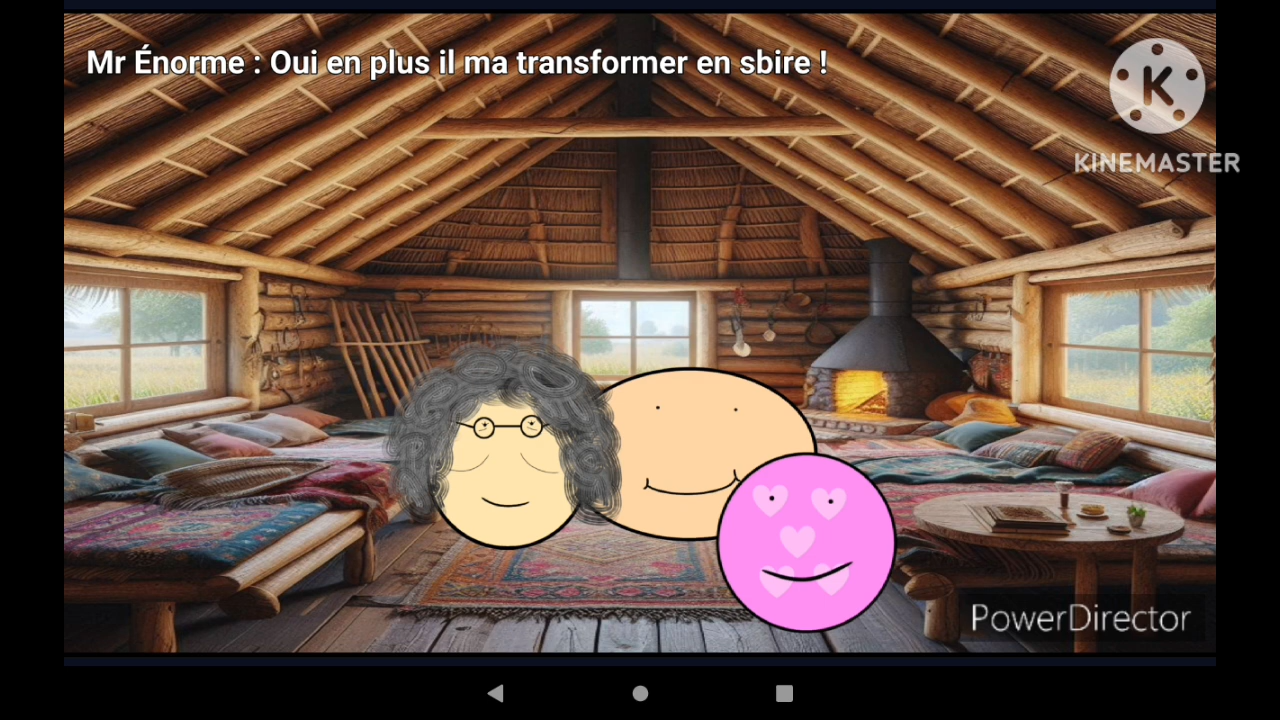 Mr Énorme : Oui en plus il ma transformer en sbire !
K
KINEMASTER
PowerDirector